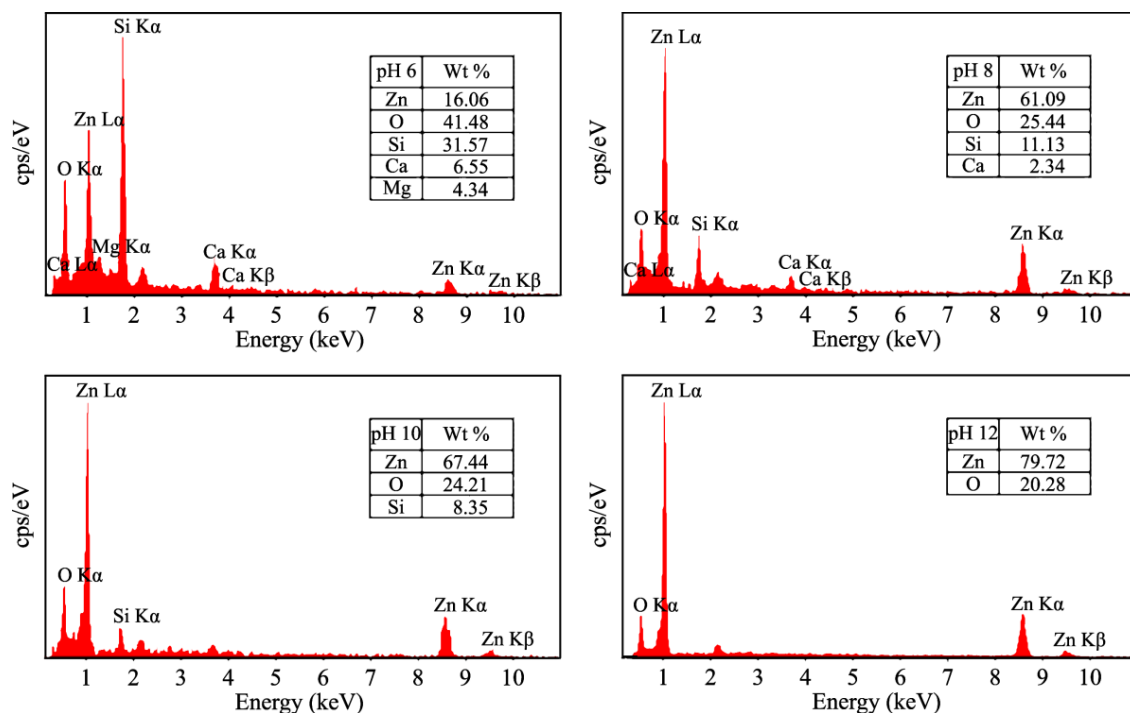 Si Kα
Zn Lα
O Kα
Mg Kα
Ca Lα
Ca Kα
Ca Kβ
Zn Kα
Zn Kβ
pH 6 Wt %
Zn 16.06
O 41.48
Si 31.57
Ca 6.55
Mg 4.34
cps/eV
1 2 3 4 5 6 7 8 9 10
Energy (keV)
Zn Lα
O Kα
Si Kα
Ca Lα
Ca Kα
Ca Kβ
Zn Kα
Zn Kβ
pH 8 Wt %
Zn 61.09
O 25.44
Si 11.13
Ca 2.34
cps/eV
1 2 3 4 5 6 7 8 9 10
Energy (keV)
Zn Lα
O Kα
Si Kα
Zn Kα
Zn Kβ
pH 10 Wt %
Zn 67.44
O 24.21
Si 8.35
cps/eV
1 2 3 4 5 6 7 8 9 10
Energy (keV)
Zn Lα
O Kα
Zn Kα
Zn Kβ
pH 12 Wt %
Zn 79.72
O 20.28
cps/eV
1 2 3 4 5 6 7 8 9 10
Energy (keV)